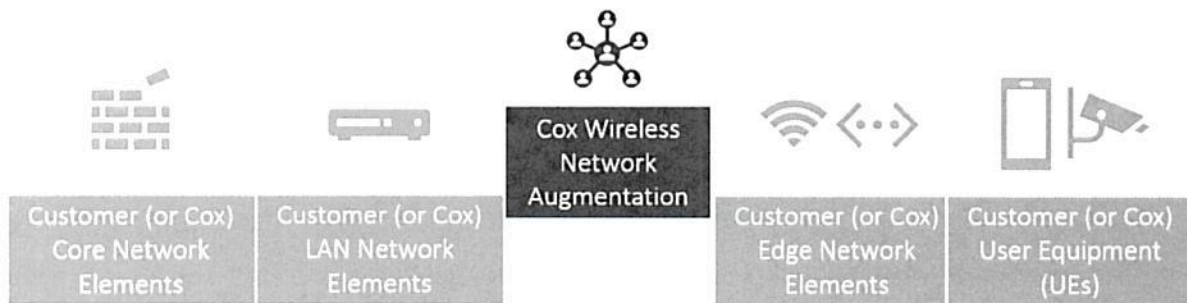 Customer (or Cox)
Core Network
Elements
Customer (or Cox)
LAN Network
Elements
Cox Wireless
Network
Augmentation
Customer (or Cox)
Edge Network
Elements
Customer (or Cox)
User Equipment
(UEs)